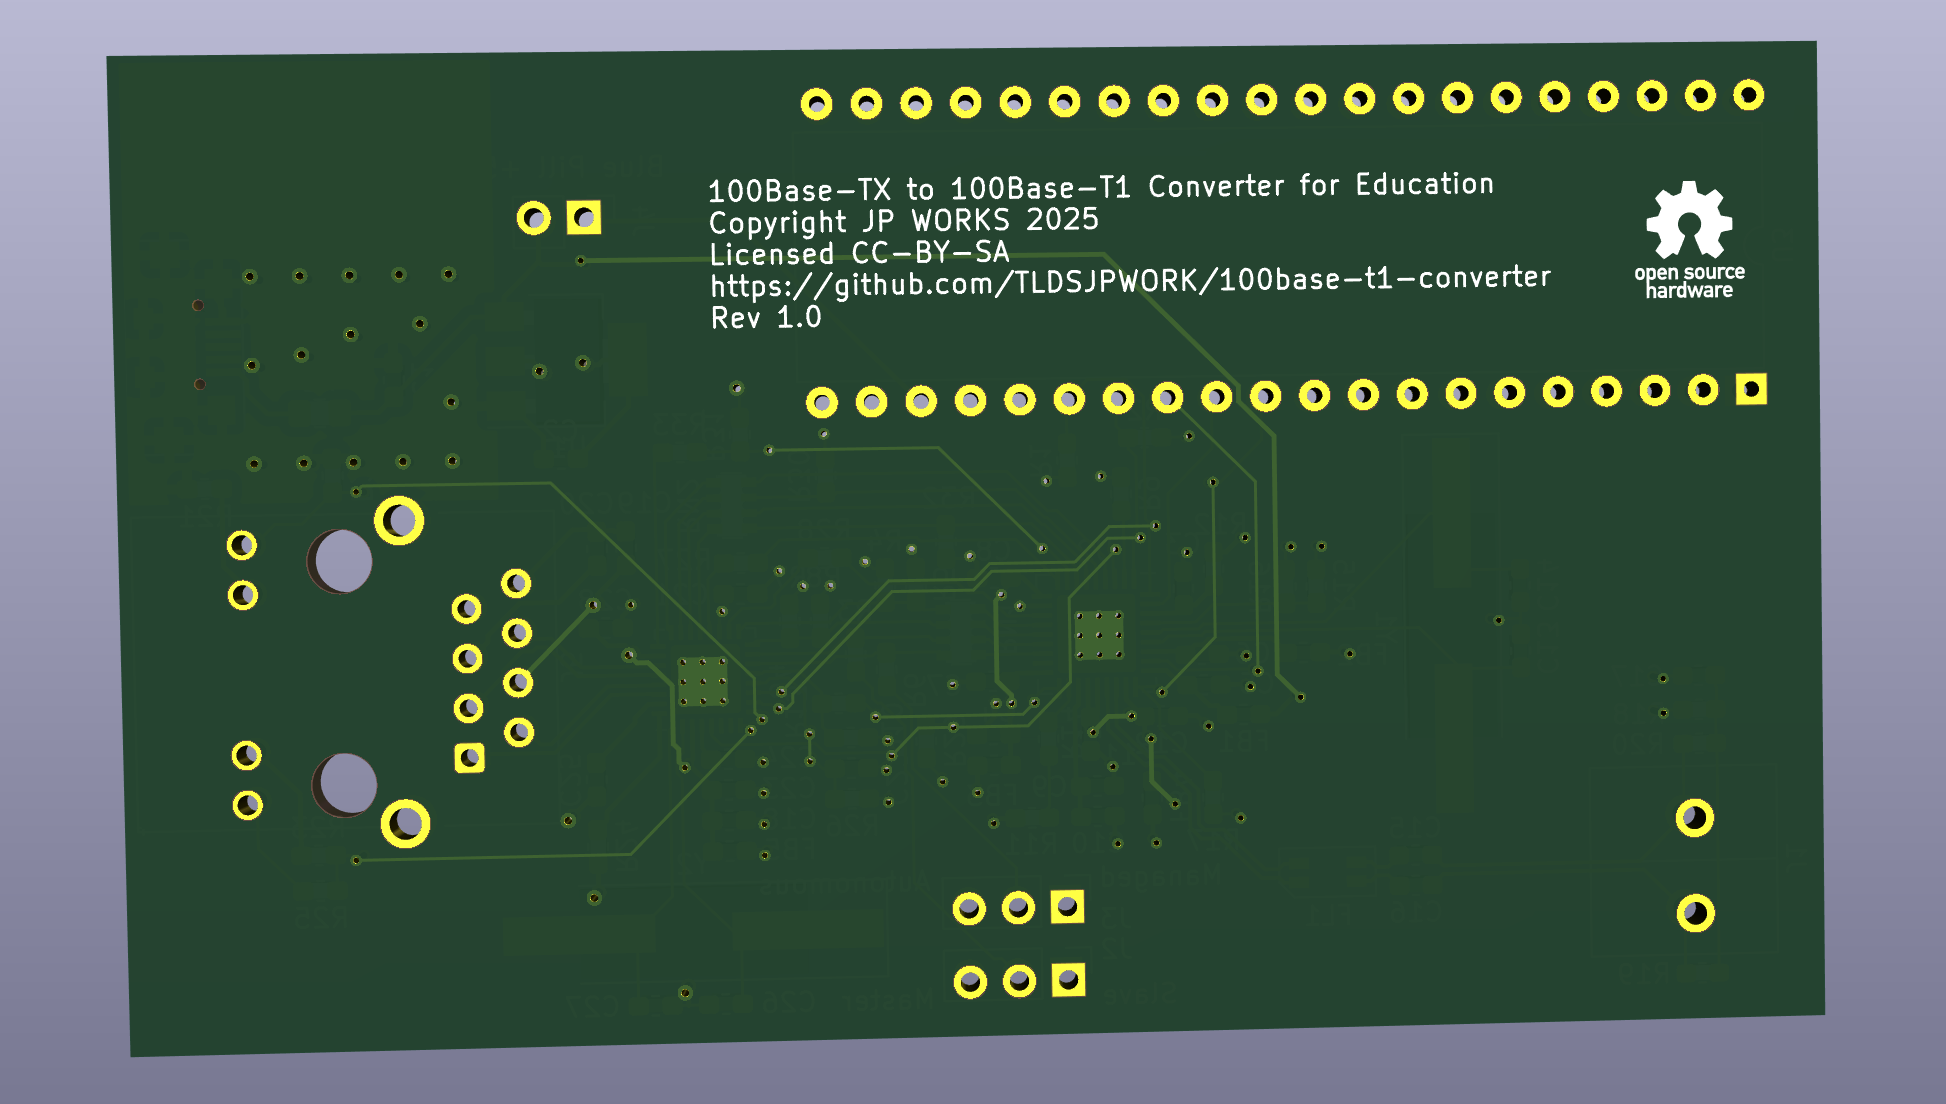 100Base-TX to 100Base-T1 Converter for Education
Copyright JP WORKS 2025
Licensed CC-BY-SA
https://github.com/TLDSJPWORK/100base-t1-converter
Rev 1.0
open source
hardware